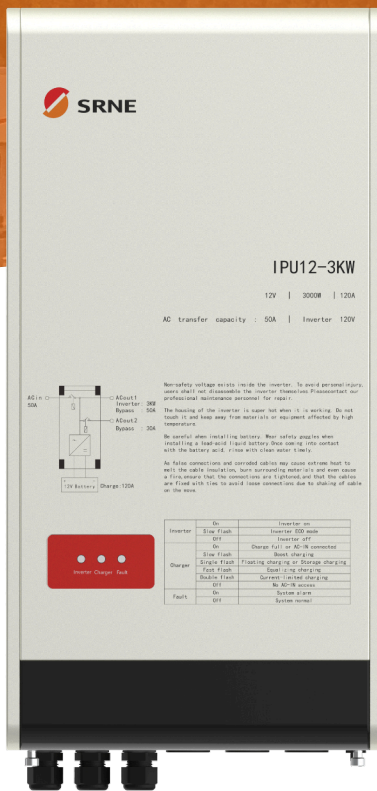 SRNE
IPU12-3KW
12V | 3000W | 120A
AC transfer capacity : 50A | Inverter 120V
Non-safety voltage exists inside the inverter. To avoid personal injury,
users shall not disassemble the inverter themselves Pleasecontact our
professional maintenance personnel for repair.
The housing of the inverter is super hot when it is working. Do not
touch it and keep away from materials or equipment affected by high
temperature.
Be careful when installing battery. Wear safety goggles when
installing a lead-acid liquid battery Once coming into contact
with the battery acid, rinse with clean water timely.
As false connections and corroded cables may cause extreme heat to
melt the cable insulation, burn surrounding materials and even cause
a fire, ensure that the connections are tightened, and that the cables
are fixed with ties to avoid loose connections due to shaking of cable
on the move.
ACin
50A
ACout1
Inverter: 3KW
Bypass : 50A
ACout2
Bypass : 30A
12V Battery
Charge:120A
Inverter On Inverter on
Slow flash Inverter ECO mode
Off Inverter off
Charger On Charge full or AC-IN connected
Slow flash Boost charging
Single flash Floating charging or Storage charging
Fast flash Equalizing charging
Double flash Current-limited charging
Off No AC-IN access
Fault On System alarm
Off System normal
Inverter Charger Fault